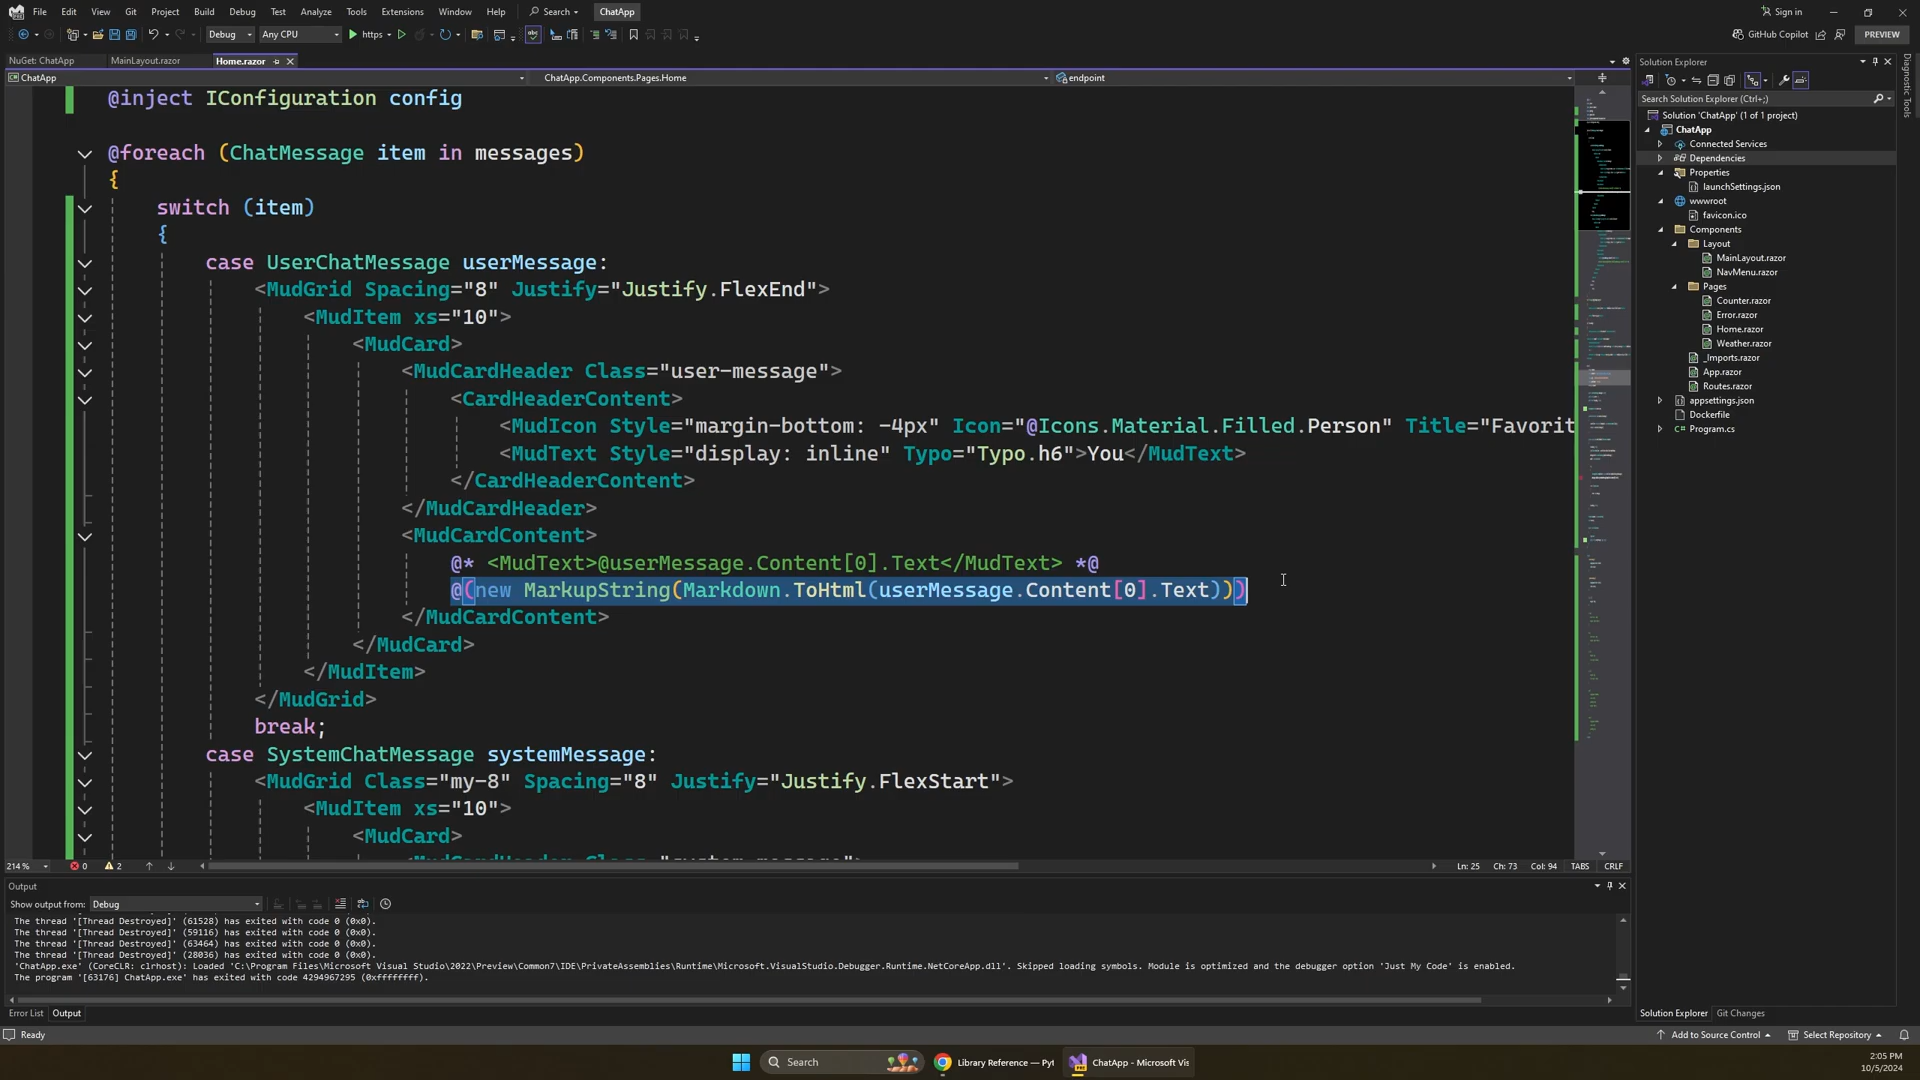 File Edit View Git Project Build Debug Test Analyze Tools Extensions Window Help Search ChatApp Sign in
Debug Any CPU https GitHub Copilot PREVIEW
NuGet: ChatApp MainLayout.razor Home.razor
ChatApp ChatApp.Components.Pages.Home endpoint
@inject IConfiguration config
@foreach (ChatMessage item in messages)
{
switch (item)
{
case UserChatMessage userMessage:
<MudGrid Spacing="8" Justify="Justify.FlexEnd">
<MudItem xs="10">
<MudCard>
<MudCardHeader Class="user-message">
<CardHeaderContent>
<MudIcon Style="margin-bottom: -4px" Icon="@Icons.Material.Filled.Person" Title="Favorit
<MudText Style="display: inline" Typo="Typo.h6">You</MudText>
</CardHeaderContent>
</MudCardHeader>
<MudCardContent>
@* <MudText>@userMessage.Content[0].Text</MudText> *@
@(new MarkupString(Markdown.ToHtml(userMessage.Content[0].Text)))
</MudCardContent>
</MudCard>
</MudItem>
</MudGrid>
break;
case SystemChatMessage systemMessage:
<MudGrid Class="my-8" Spacing="8" Justify="Justify.FlexStart">
<MudItem xs="10">
<MudCard>
214 % 0 2 Ln: 25 Ch: 73 Col: 94 TABS CRLF
Output
Show output from: Debug
The thread '[Thread Destroyed]' (61528) has exited with code 0 (0x0).
The thread '[Thread Destroyed]' (59116) has exited with code 0 (0x0).
The thread '[Thread Destroyed]' (63464) has exited with code 0 (0x0).
The thread '[Thread Destroyed]' (28036) has exited with code 0 (0x0).
'ChatApp.exe' (CoreCLR: clrhost): Loaded 'C:\Program Files\Microsoft Visual Studio\2022\Preview\Common7\IDE\PrivateAssemblies\Runtime\Microsoft.VisualStudio.Debugger.Runtime.NetCoreApp.dll'. Skipped loading symbols. Module is optimized and the debugger option 'Just My Code' is enabled.
The program '[63176] ChatApp.exe' has exited with code 4294967295 (0xffffffff).
Error List Output
Solution Explorer
Search Solution Explorer (Ctrl+;)
Solution 'ChatApp' (1 of 1 project)
ChatApp
Connected Services
Dependencies
Properties
launchSettings.json
wwwroot
favicon.ico
Components
Layout
MainLayout.razor
NavMenu.razor
Pages
Counter.razor
Error.razor
Home.razor
Weather.razor
_Imports.razor
App.razor
Routes.razor
appsettings.json
Dockerfile
Program.cs
Solution Explorer Git Changes
Diagnostic Tools
Ready Add to Source Control Select Repository
Search Library Reference — Pyt ChatApp - Microsoft Vis
2:05 PM
10/5/2024